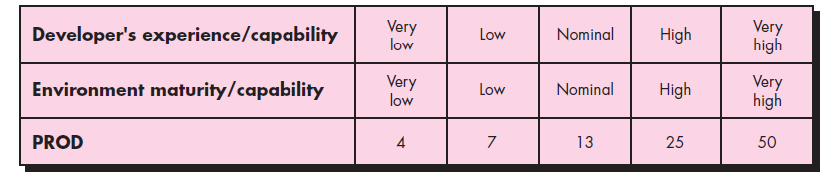 Developer's experience/capability Very low Low Nominal High Very high
Environment maturity/capability Very low Low Nominal High Very high
PROD 4 7 13 25 50